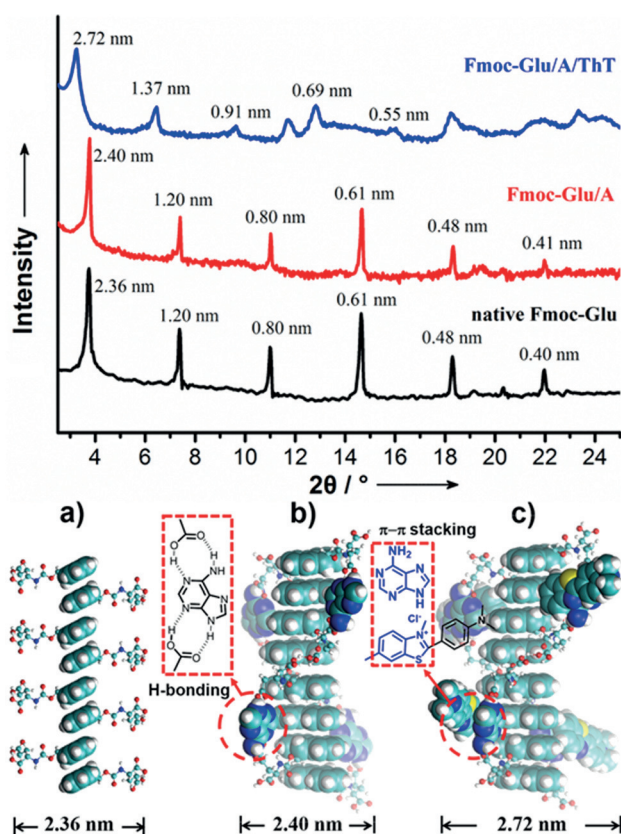 2.72 nm
Fmoc-Glu/A/ThT
1.37 nm
0.91 nm
0.69 nm
0.55 nm
2.40 nm
Fmoc-Glu/A
1.20 nm
0.80 nm
0.61 nm
0.48 nm
0.41 nm
2.36 nm
native Fmoc-Glu
1.20 nm
0.80 nm
0.61 nm
0.48 nm
0.40 nm
Intensity
4 6 8 10 12 14 16 18 20 22 24
2θ / °
a)
b)
c)
π–π stacking
H-bonding
O
O
H
H
NH
N
N
N
N
H
H
O
O
NH₂
N
N
N
NH
Cl⁻
N⁺
S
N
2.36 nm
2.40 nm
2.72 nm